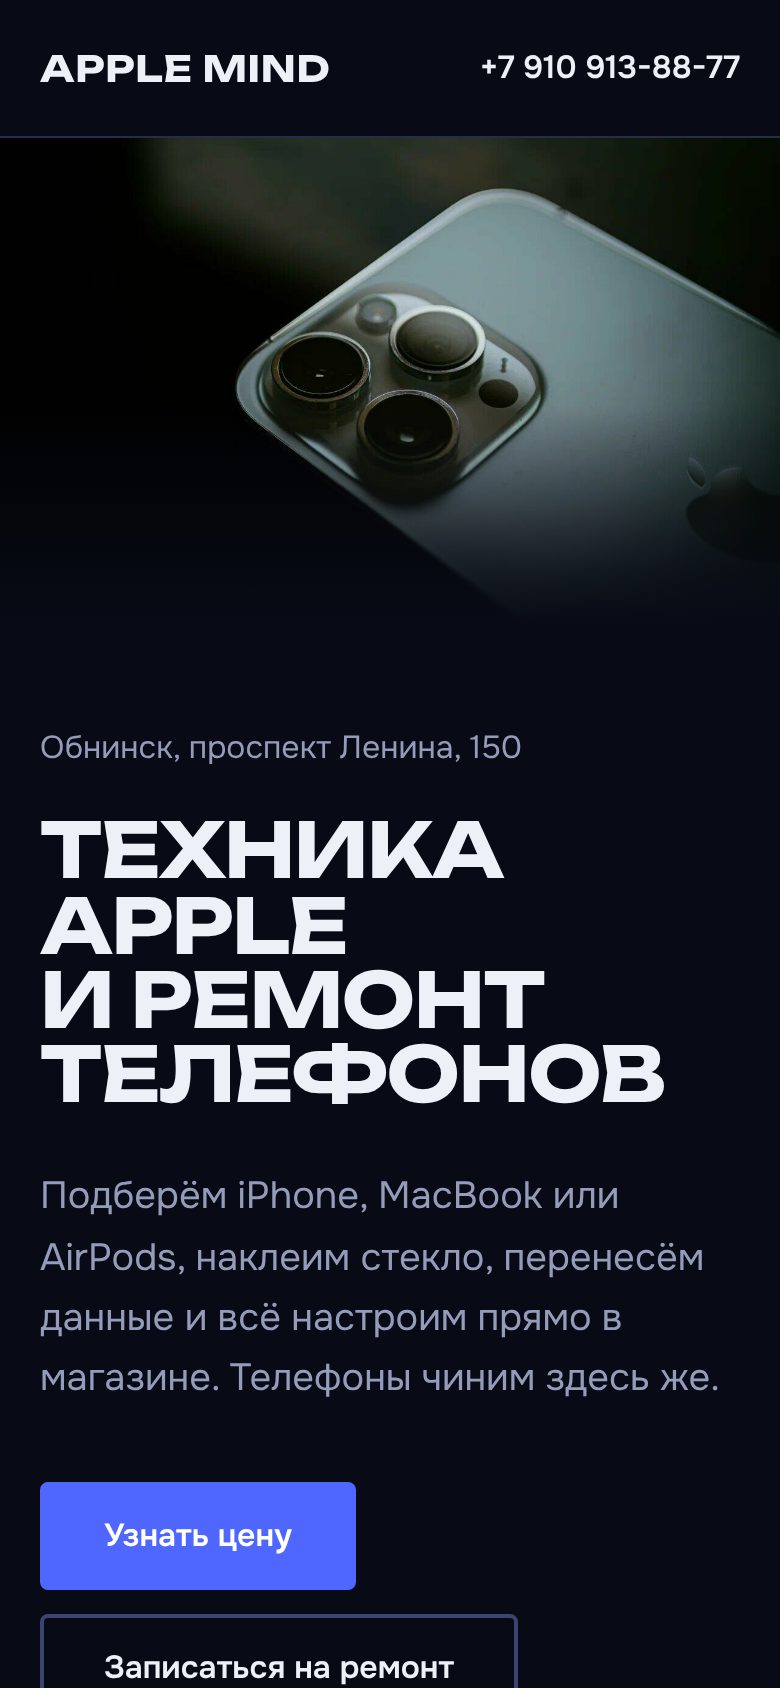 APPLE MIND
+7 910 913-88-77
Обнинск, проспект Ленина, 150
ТЕХНИКА
APPLE
И РЕМОНТ
ТЕЛЕФОНОВ
Подберём iPhone, MacBook или
AirPods, наклеим стекло, перенесём
данные и всё настроим прямо в
магазине. Телефоны чиним здесь же.
Узнать цену
Записаться на ремонт